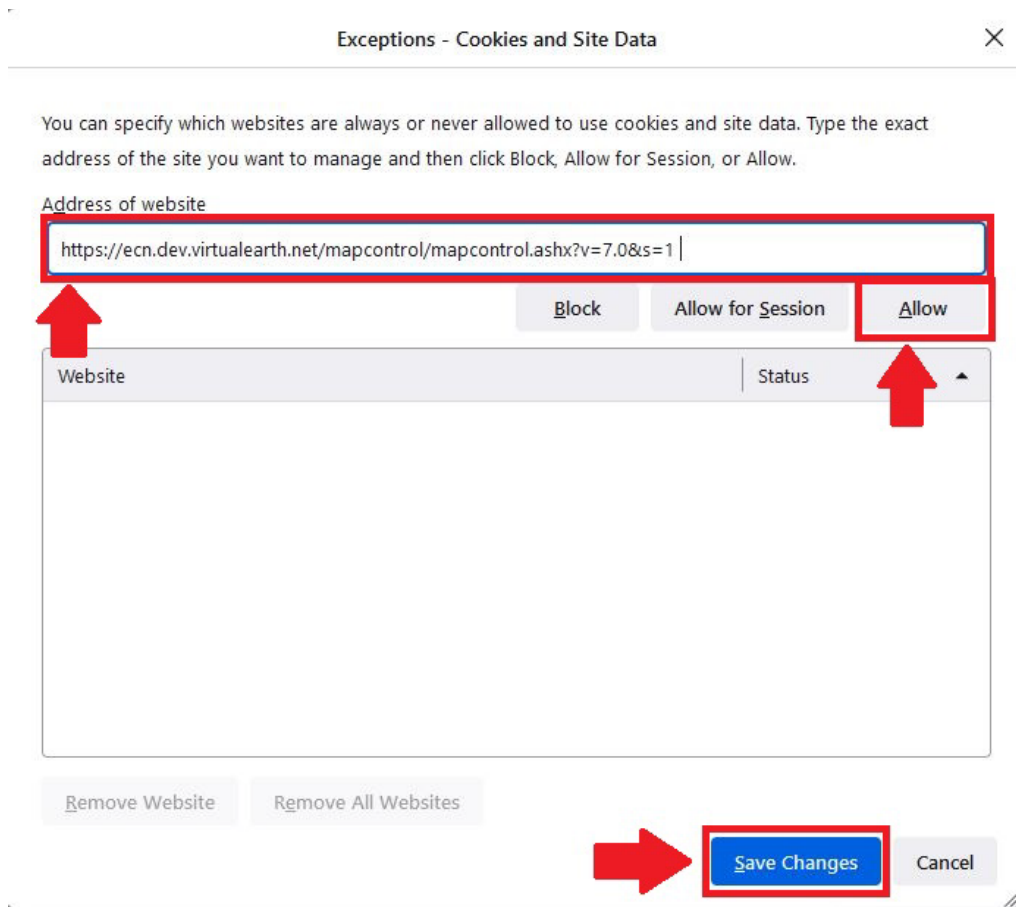 Exceptions - Cookies and Site Data
You can specify which websites are always or never allowed to use cookies and site data. Type the exact
address of the site you want to manage and then click Block, Allow for Session, or Allow.
Address of website
https://ecn.dev.virtualearth.net/mapcontrol/mapcontrol.ashx?v=7.0&s=1
Block Allow for Session Allow
Website Status
Remove Website Remove All Websites
Save Changes Cancel